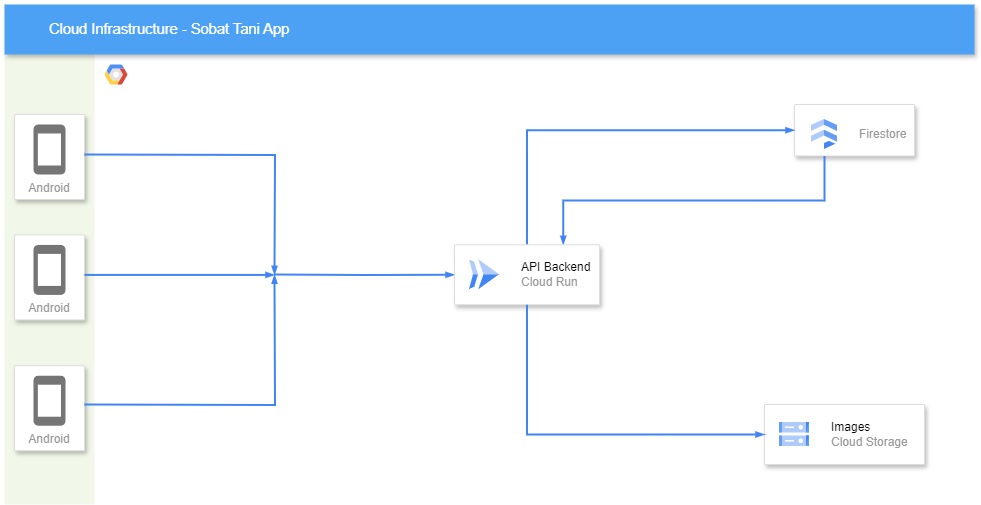 Cloud Infrastructure - Sobat Tani App
Android
Firestore
API Backend
Cloud Run
Android
Android
Images
Cloud Storage